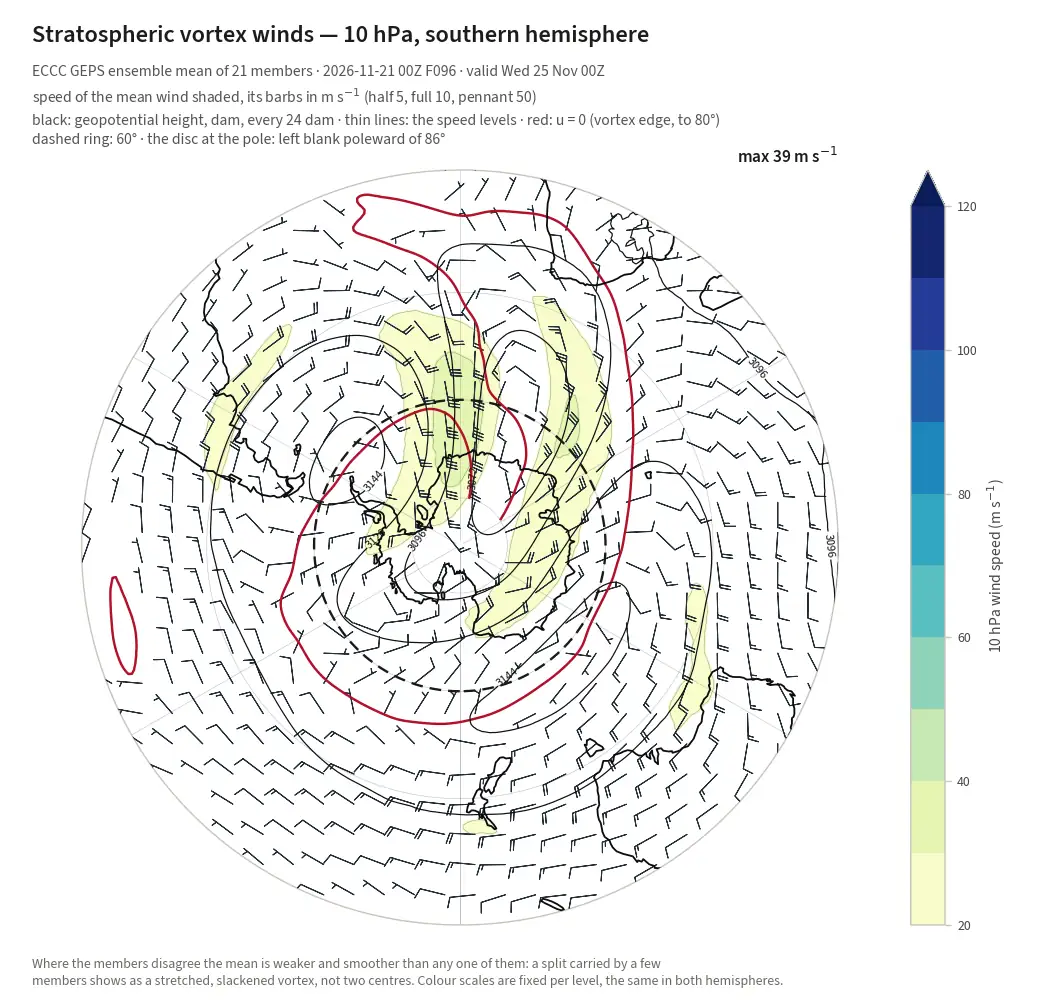 Stratospheric vortex winds — 10 hPa, southern hemisphere
ECCC GEPS ensemble mean of 21 members · 2026-11-21 00Z F096 · valid Wed 25 Nov 00Z
speed of the mean wind shaded, its barbs in m s⁻¹ (half 5, full 10, pennant 50)
black: geopotential height, dam, every 24 dam · thin lines: the speed levels · red: u = 0 (vortex edge, to 80°)
dashed ring: 60° · the disc at the pole: left blank poleward of 86°
max 39 m s⁻¹
120
100
80
60
40
20
10 hPa wind speed (m s⁻¹)
3096
3144
3096
3096
3144
Where the members disagree the mean is weaker and smoother than any one of them: a split carried by a few
members shows as a stretched, slackened vortex, not two centres. Colour scales are fixed per level, the same in both hemispheres.